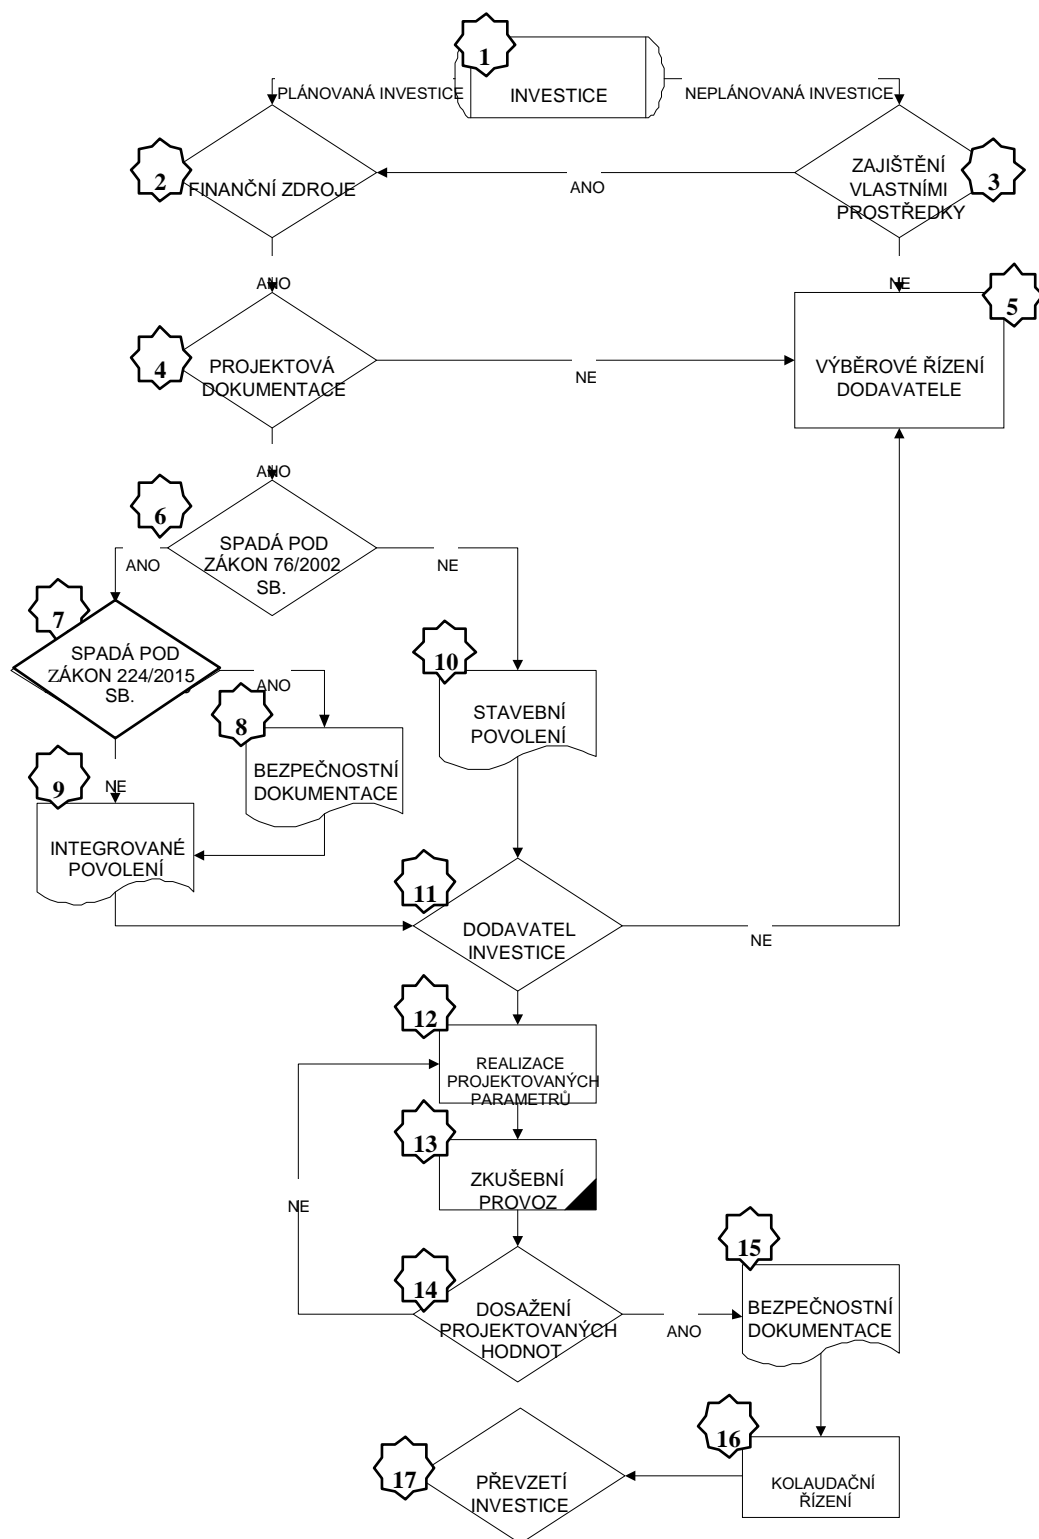 1
INVESTICE
PLÁNOVANÁ INVESTICE
NEPLÁNOVANÁ INVESTICE
2
FINANČNÍ ZDROJE
ANO
ZAJIŠTĚNÍ
VLASTNÍMI
PROSTŘEDKY
3
ANO
NE
4
PROJEKTOVÁ
DOKUMENTACE
NE
5
VÝBĚROVÉ ŘÍZENÍ
DODAVATELE
ANO
6
SPADÁ POD
ZÁKON 76/2002
SB.
ANO
NE
7
SPADÁ POD
ZÁKON 224/2015
SB.
ANO
8
BEZPEČNOSTNÍ
DOKUMENTACE
10
STAVEBNÍ
POVOLENÍ
NE
9
INTEGROVANÉ
POVOLENÍ
11
DODAVATEL
INVESTICE
NE
12
REALIZACE
PROJEKTOVANÝCH
PARAMETRŮ
13
ZKUŠEBNÍ
PROVOZ
NE
14
DOSAŽENÍ
PROJEKTOVANÝCH
HODNOT
ANO
15
BEZPEČNOSTNÍ
DOKUMENTACE
16
KOLAUDAČNÍ
ŘÍZENÍ
17
PŘEVZETÍ
INVESTICE